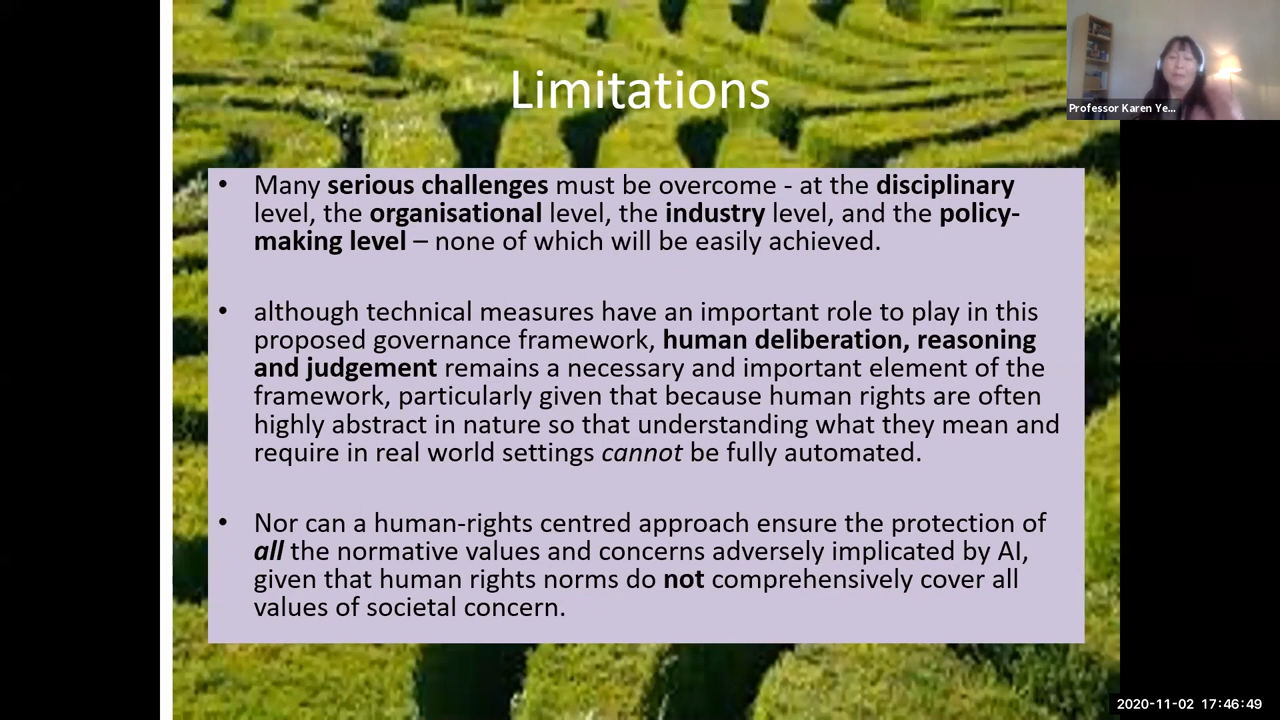 Limitations
Professor Karen Ye...
• Many serious challenges must be overcome - at the disciplinary
level, the organisational level, the industry level, and the policy-
making level – none of which will be easily achieved.
• although technical measures have an important role to play in this
proposed governance framework, human deliberation, reasoning
and judgement remains a necessary and important element of the
framework, particularly given that because human rights are often
highly abstract in nature so that understanding what they mean and
require in real world settings cannot be fully automated.
• Nor can a human-rights centred approach ensure the protection of
all the normative values and concerns adversely implicated by AI,
given that human rights norms do not comprehensively cover all
values of societal concern.
2020-11-02 17:46:49